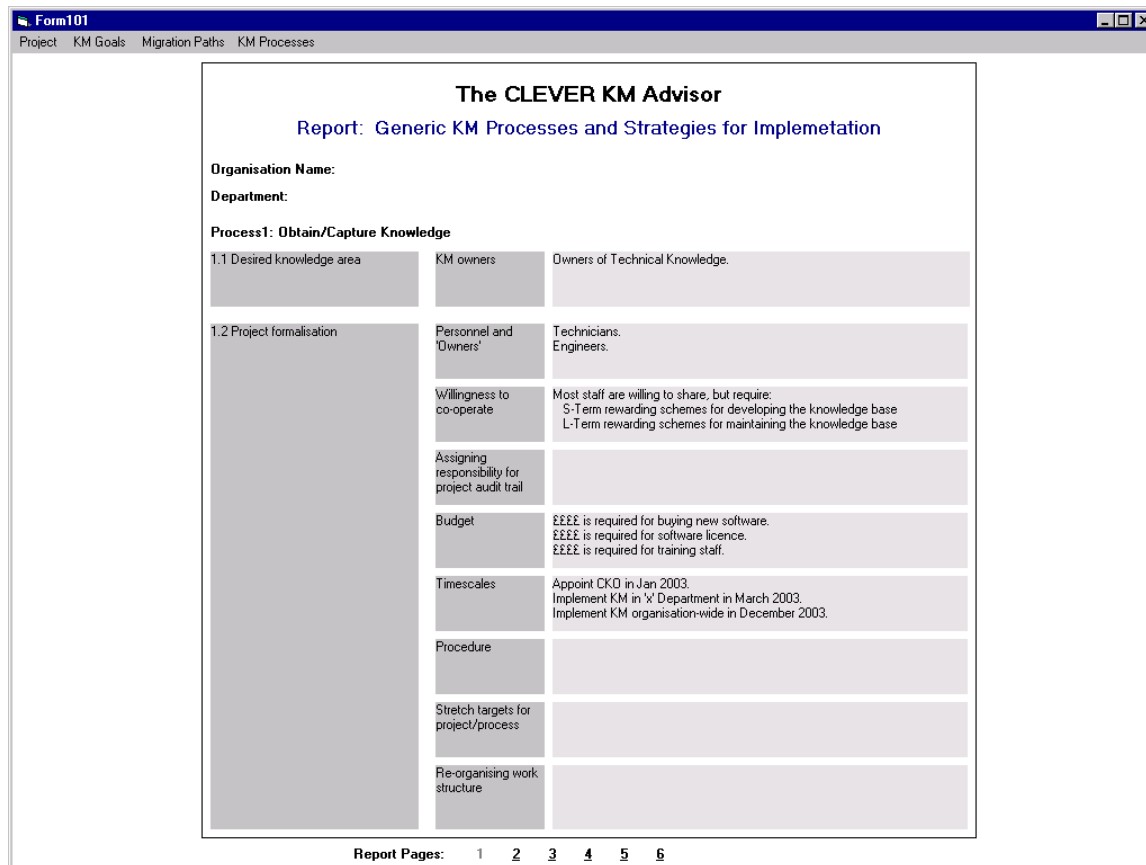 Form101
Project KM Goals Migration Paths KM Processes
The CLEVER KM Advisor
Report: Generic KM Processes and Strategies for Implemetation
Organisation Name:
Department:
Process1: Obtain/Capture Knowledge
1.1 Desired knowledge area
KM owners
Owners of Technical Knowledge.
1.2 Project formalisation
Personnel and
'Owners'
Technicians.
Engineers.
Willingness to
co-operate
Most staff are willing to share, but require:
S-Term rewarding schemes for developing the knowledge base
L-Term rewarding schemes for maintaining the knowledge base
Assigning
responsibility for
project audit trail
Budget
££££ is required for buying new software.
££££ is required for software licence.
££££ is required for training staff.
Timescales
Appoint CKO in Jan 2003.
Implement KM in 'x' Department in March 2003.
Implement KM organisation-wide in December 2003.
Procedure
Stretch targets for
project/process
Re-organising work
structure
Report Pages: 1 2 3 4 5 6